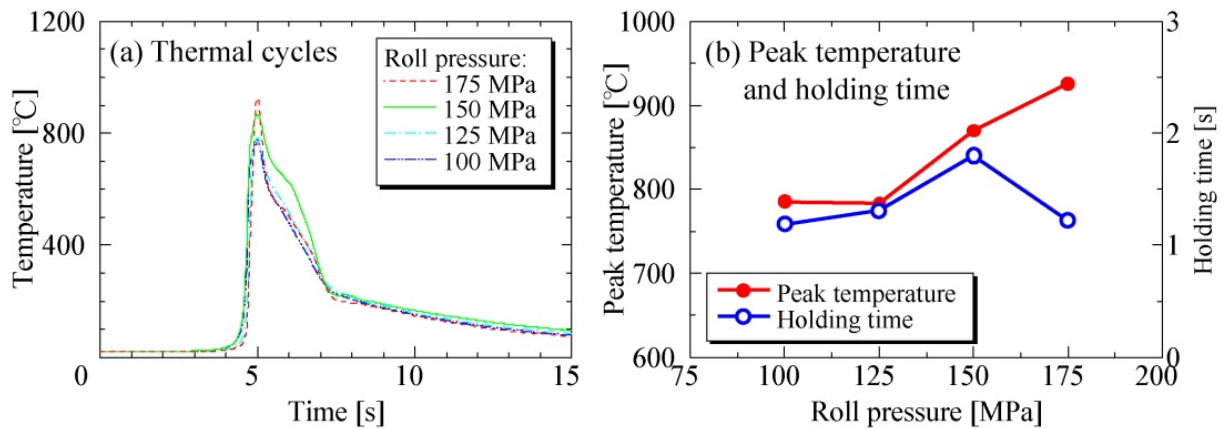 (a) Thermal cycles
Roll pressure:
175 MPa
150 MPa
125 MPa
100 MPa
1200
800
400
0
5
10
15
Temperature [℃]
Time [s]
(b) Peak temperature
and holding time
Peak temperature
Holding time
1000
900
800
700
600
3
2
1
0
75
100
125
150
175
200
Peak temperature [℃]
Holding time [s]
Roll pressure [MPa]